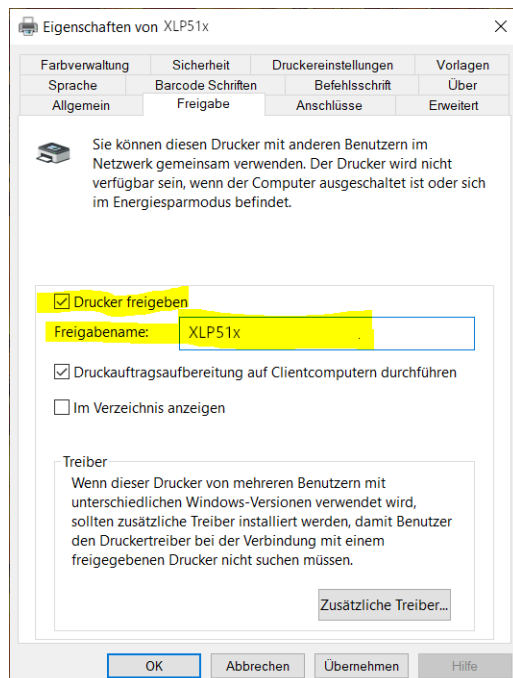 Eigenschaften von XLP51x
Farbverwaltung Sicherheit Druckereinstellungen Vorlagen
Sprache Barcode Schriften Befehlsschrift Über
Allgemein Freigabe Anschlüsse Erweitert
Sie können diesen Drucker mit anderen Benutzern im
Netzwerk gemeinsam verwenden. Der Drucker wird nicht
verfügbar sein, wenn der Computer ausgeschaltet ist oder sich
im Energiesparmodus befindet.
Drucker freigeben
Freigabename: XLP51x .
Druckauftragsaufbereitung auf Clientcomputern durchführen
Im Verzeichnis anzeigen
Treiber
Wenn dieser Drucker von mehreren Benutzern mit
unterschiedlichen Windows-Versionen verwendet wird,
sollten zusätzliche Treiber installiert werden, damit Benutzer
den Druckertreiber bei der Verbindung mit einem
freigegebenen Drucker nicht suchen müssen.
Zusätzliche Treiber...
OK Abbrechen Übernehmen Hilfe